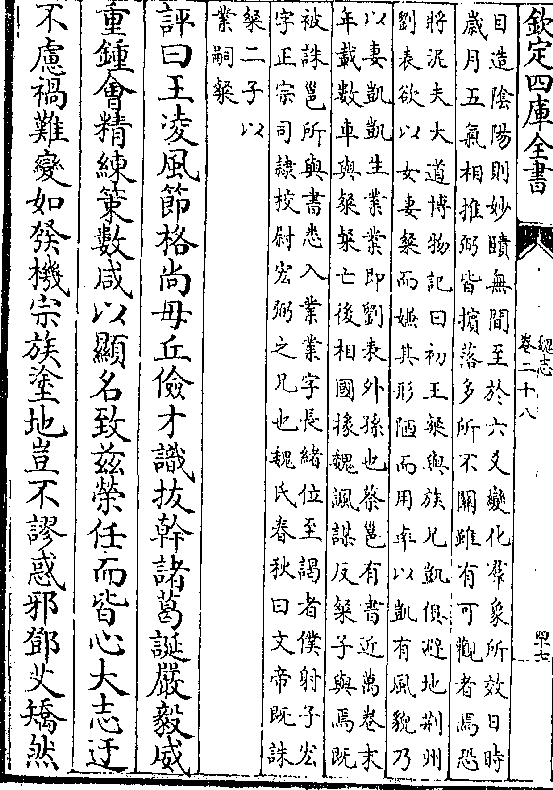 欽定四庫全書
魏志
卷二十八
四十七
目造陰陽則妙賾無間至於六爻變化羣象所效日時
歲月五氣相推弼皆擯落多所不關雖有可觀者焉恐
將泥夫大道博物記曰初王粲與族兄凱俱避地荆州
劉表欲以女妻粲而嫌其形陋而用率以凱有風貌乃
以妻凱凱生業業即劉表外孫也蔡邕有書近萬卷末
年載數車與粲粲亡後相國掾魏諷謀反粲子與焉既
被誅邕所與書悉入業業字長緒位至謁者僕射子宏
字正宗司隷校尉宏弼之兄也魏氏春秋曰文帝既誅
粲二子以
業嗣粲
評曰王淩風節格尚毋丘儉才識拔幹諸葛誕嚴毅威
重鍾會精練策數咸以顯名致兹榮任而皆心大志迂
不慮禍難變如發機宗族塗地豈不謬惑邪鄧艾矯然